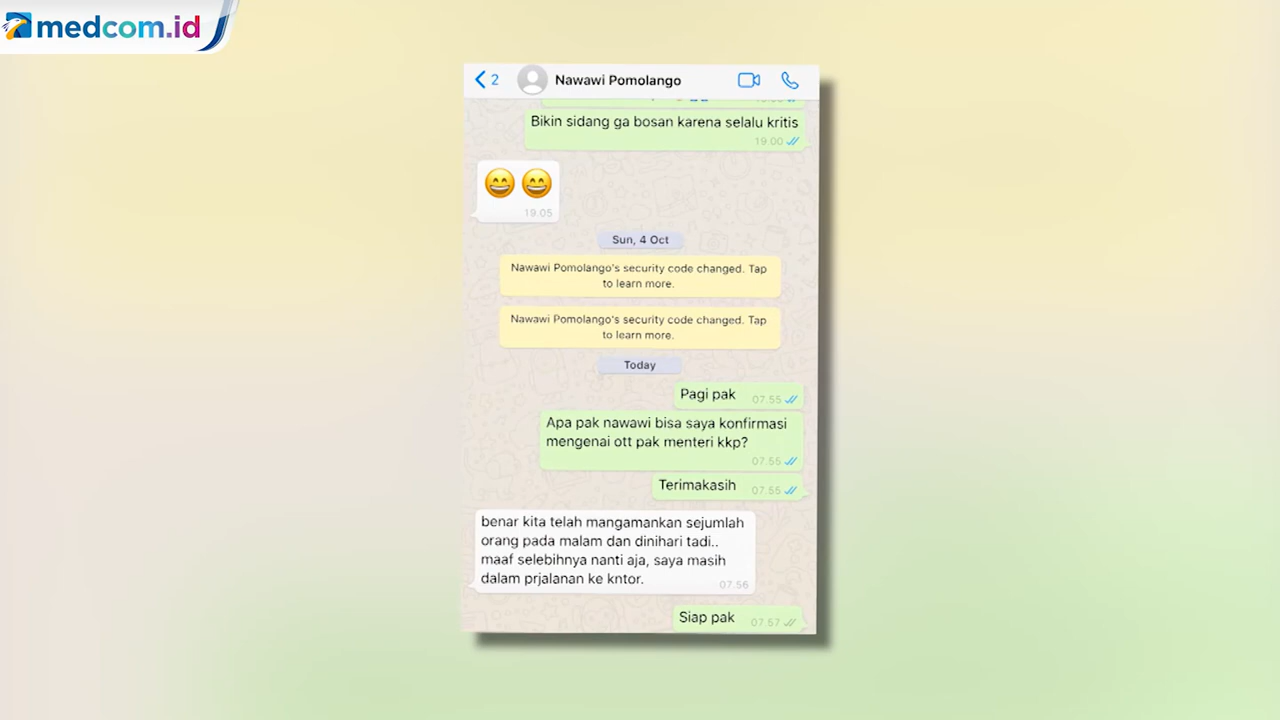 medcom.id
2 Nawawi Pomolango
Bikin sidang ga bosan karena selalu kritis
19.00
19.05
Sun, 4 Oct
Nawawi Pomolango's security code changed. Tap
to learn more.
Nawawi Pomolango's security code changed. Tap
to learn more.
Today
Pagi pak 07.55
Apa pak nawawi bisa saya konfirmasi
mengenai ott pak menteri kkp?
07.55
Terimakasih 07.55
benar kita telah mangamankan sejumlah
orang pada malam dan dinihari tadi..
maaf selebihnya nanti aja, saya masih
dalam prjalanan ke kntor. 07.56
Siap pak 07.57